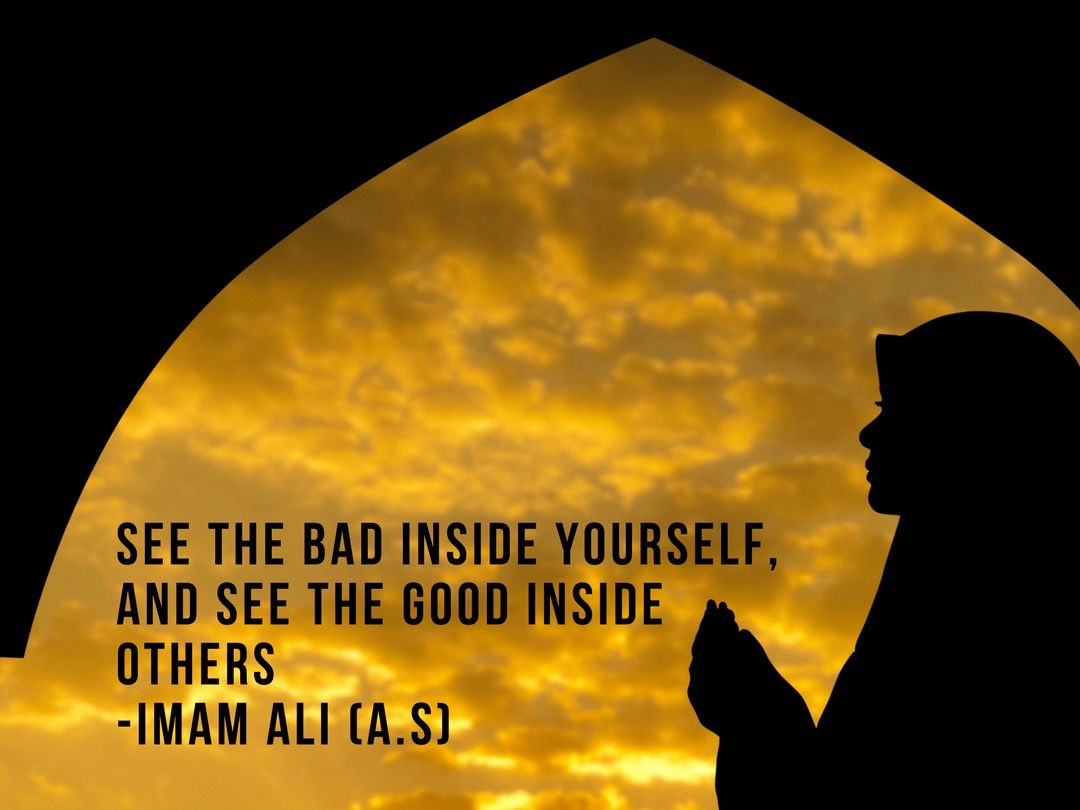 SEE THE BAD INSIDE YOURSELF,
AND SEE THE GOOD INSIDE
OTHERS
-IMAM ALI (A.S)